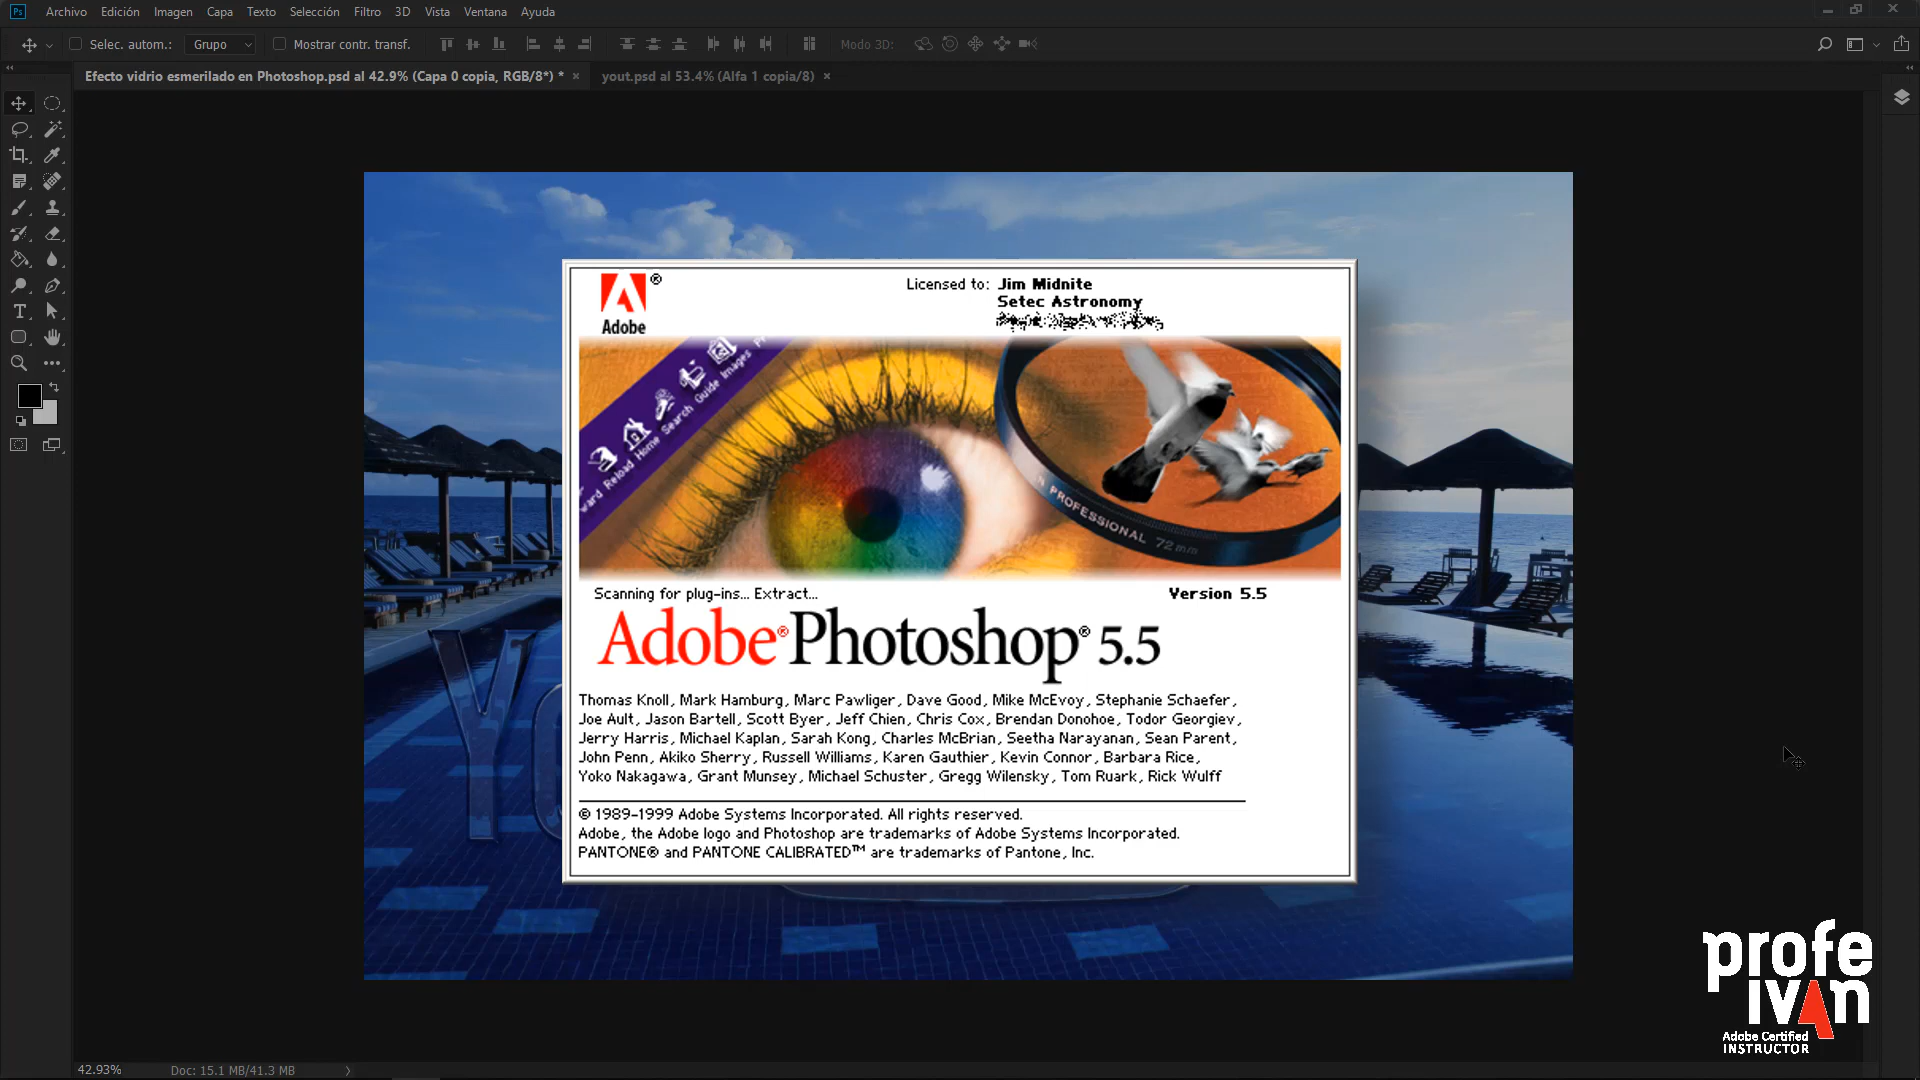 Ps Archivo Edición Imagen Capa Texto Selección Filtro 3D Vista Ventana Ayuda
Selec. autom.: Grupo Mostrar contr. transf. Modo 3D:
Efecto vidrio esmerilado en Photoshop.psd al 42.9% (Capa 0 copia, RGB/8*) * × yout.psd al 53.4% (Alfa 1 copia/8) ×
Adobe
Licensed to: Jim Midnite
Setec Astronomy
ward Reload Home Search Guide Images
N PROFESSIONAL 72mm
Scanning for plug-ins... Extract...
Version 5.5
Adobe® Photoshop® 5.5
Thomas Knoll, Mark Hamburg, Marc Pawliger, Dave Good, Mike McEvoy, Stephanie Schaefer,
Joe Ault, Jason Bartell, Scott Byer, Jeff Chien, Chris Cox, Brendan Donohoe, Todor Georgiev,
Jerry Harris, Michael Kaplan, Sarah Kong, Charles McBrian, Seetha Narayanan, Sean Parent,
John Penn, Akiko Sherry, Russell Williams, Karen Gauthier, Kevin Connor, Barbara Rice,
Yoko Nakagawa, Grant Munsey, Michael Schuster, Gregg Wilensky, Tom Ruark, Rick Wulff
© 1989-1999 Adobe Systems Incorporated. All rights reserved.
Adobe, the Adobe logo and Photoshop are trademarks of Adobe Systems Incorporated.
PANTONE® and PANTONE CALIBRATED™ are trademarks of Pantone, Inc.
profe
ivan
Adobe Certified
INSTRUCTOR
42.93% Doc: 15.1 MB/41.3 MB